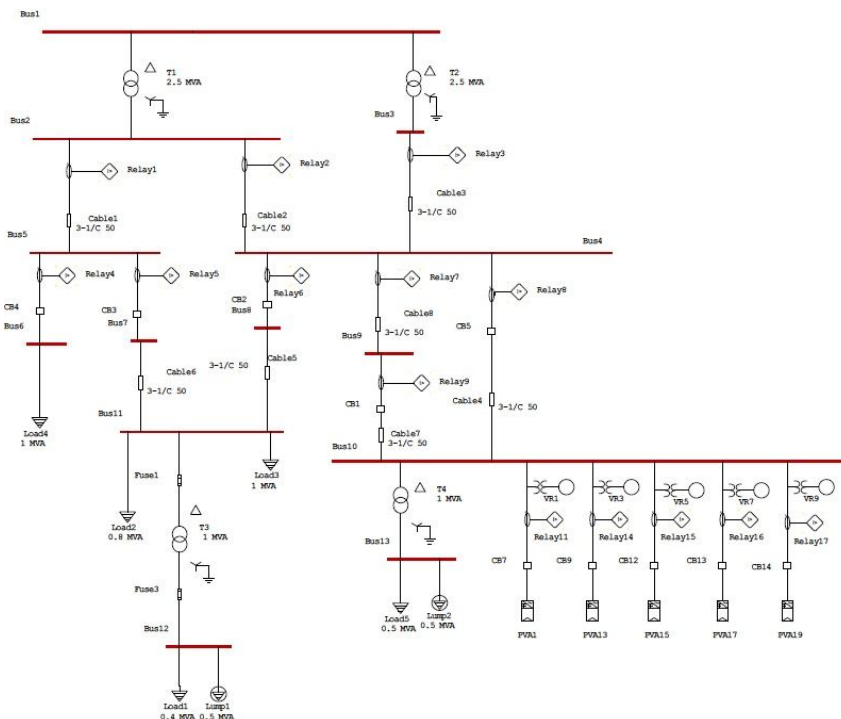 Bus1
T1
2.5 MVA
T2
2.5 MVA
Bus2
Bus3
Relay1
Relay2
Relay3
Cable1
3-1/C 50
Cable2
3-1/C 50
Cable3
3-1/C 50
Bus5
Bus4
Relay4
Relay5
Relay6
Relay7
Relay8
CB4
Bus6
CB3
Bus7
CB2
Bus8
Cable8
3-1/C 50
CB5
Bus9
Cable6
3-1/C 50
3-1/C 50
Cable5
Relay9
CB1
Cable4
3-1/C 50
Load4
1 MVA
Bus11
Cable7
3-1/C 50
Bus10
Fuse1
Load3
1 MVA
T4
1 MVA
VR1
VR3
VR5
VR7
VR9
Load2
0.8 MVA
T3
1 MVA
Relay11
Relay14
Relay15
Relay16
Relay17
Bus13
CB7
CB9
CB12
CB13
CB14
Fuse3
Load5
0.5 MVA
Lump2
0.5 MVA
PVA1
PVA13
PVA15
PVA17
PVA19
Bus12
Load1
0.4 MVA
Lump1
0.5 MVA